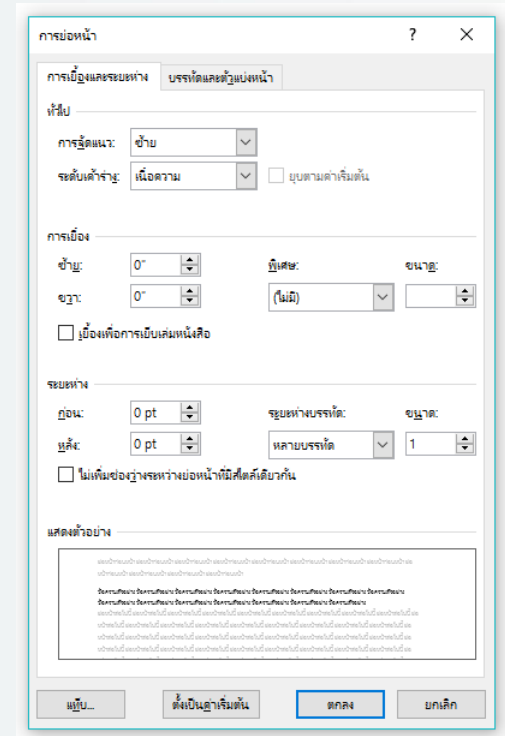 การย่อหน้า ? ×
การเยื้องและระยะห่าง บรรทัดและตัวแบ่งหน้า
ทั่วไป
การจัดแนว: ซ้าย
ระดับเค้าร่าง: เนื้อความ ยุบตามค่าเริ่มต้น
การเยื้อง
ซ้าย: 0" พิเศษ: ขนาด:
ขวา: 0" (ไม่มี)
เยื้องเพื่อการเย็บเล่มหนังสือ
ระยะห่าง
ก่อน: 0 pt ระยะห่างบรรทัด: ขนาด:
หลัง: 0 pt หลายบรรทัด 1
ไม่เพิ่มช่องว่างระหว่างย่อหน้าที่มีสไตล์เดียวกัน
แสดงตัวอย่าง
แท็บ... ตั้งเป็นค่าเริ่มต้น ตกลง ยกเลิก